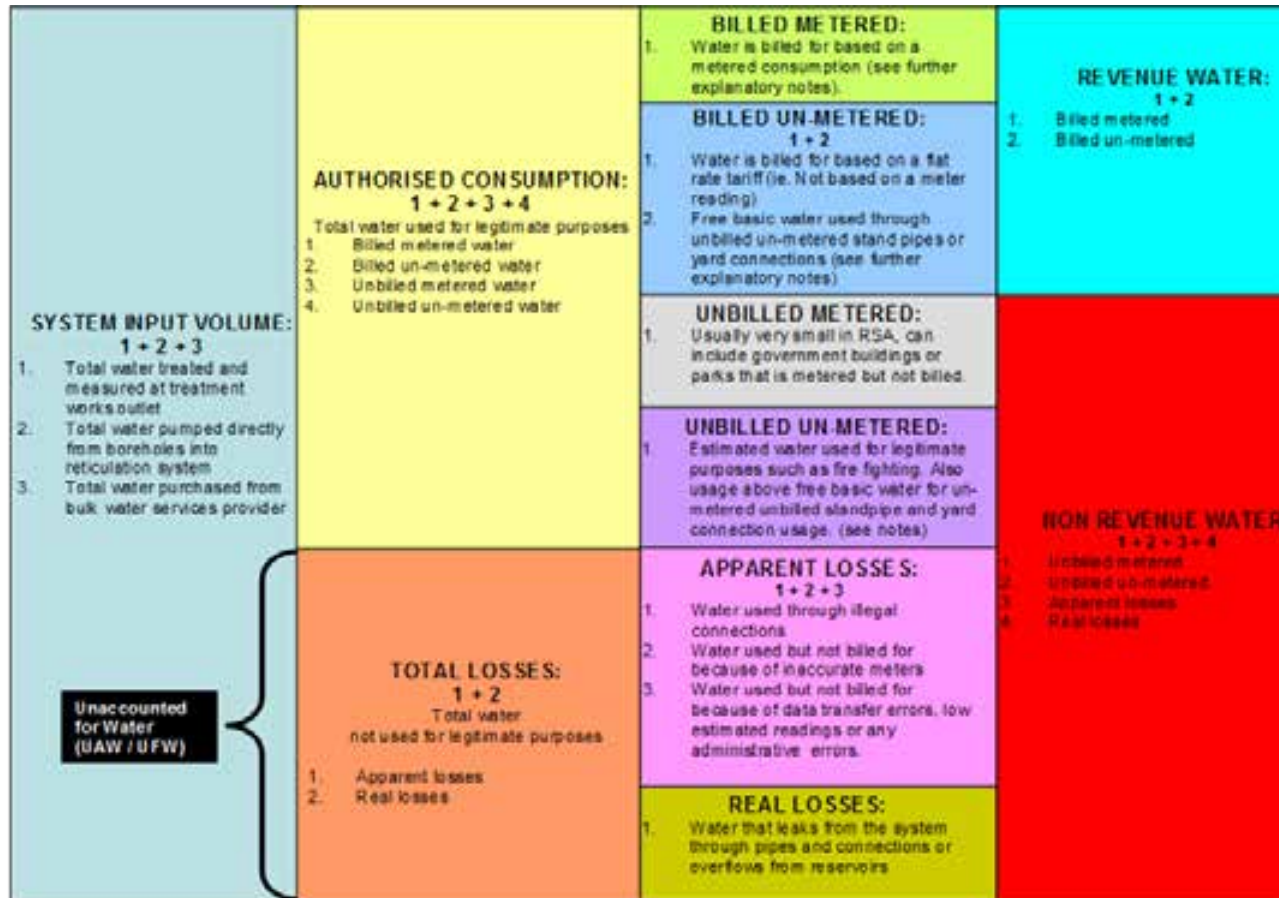 SYSTEM INPUT VOLUME:
1 + 2 + 3
1. Total water treated and
measured at treatment
works outlet
2. Total water pumped directly
from boreholes into
reticulation system
3. Total water purchased from
bulk water services provider
Unaccounted
for Water
(UAW / UFW)
AUTHORISED CONSUMPTION:
1 + 2 + 3 + 4
Total water used for legitimate purposes
1. Billed metered water
2. Billed un-metered water
3. Unbilled metered water
4. Unbilled un-metered water
TOTAL LOSSES:
1 + 2
Total water
not used for legitimate purposes
1. Apparent losses
2. Real losses
BILLED METERED:
1. Water is billed for based on a
metered consumption (see further
explanatory notes).
BILLED UN-METERED:
1 + 2
1. Water is billed for based on a flat
rate tariff (ie. Not based on a meter
reading)
2. Free basic water used through
unbilled un-metered stand pipes or
yard connections (see further
explanatory notes)
UNBILLED METERED:
1. Usually very small in RSA, can
include government buildings or
parks that is metered but not billed.
UNBILLED UN-METERED:
1. Estimated water used for legitimate
purposes such as fire fighting. Also
usage above free basic water for un-
metered unbilled standpipe and yard
connection usage. (see notes)
APPARENT LOSSES:
1 + 2 + 3
1. Water used through illegal
connections
2. Water used but not billed for
because of inaccurate meters
3. Water used but not billed for
because of data transfer errors, low
estimated readings or any
administrative errors.
REAL LOSSES:
1. Water that leaks from the system
through pipes and connections or
overflows from reservoirs
REVENUE WATER:
1 + 2
1. Billed metered
2. Billed un-metered
NON REVENUE WATER
1 + 2 + 3 + 4
1. Unbilled metered
2. Unbilled un-metered
3. Apparent losses
4. Real losses